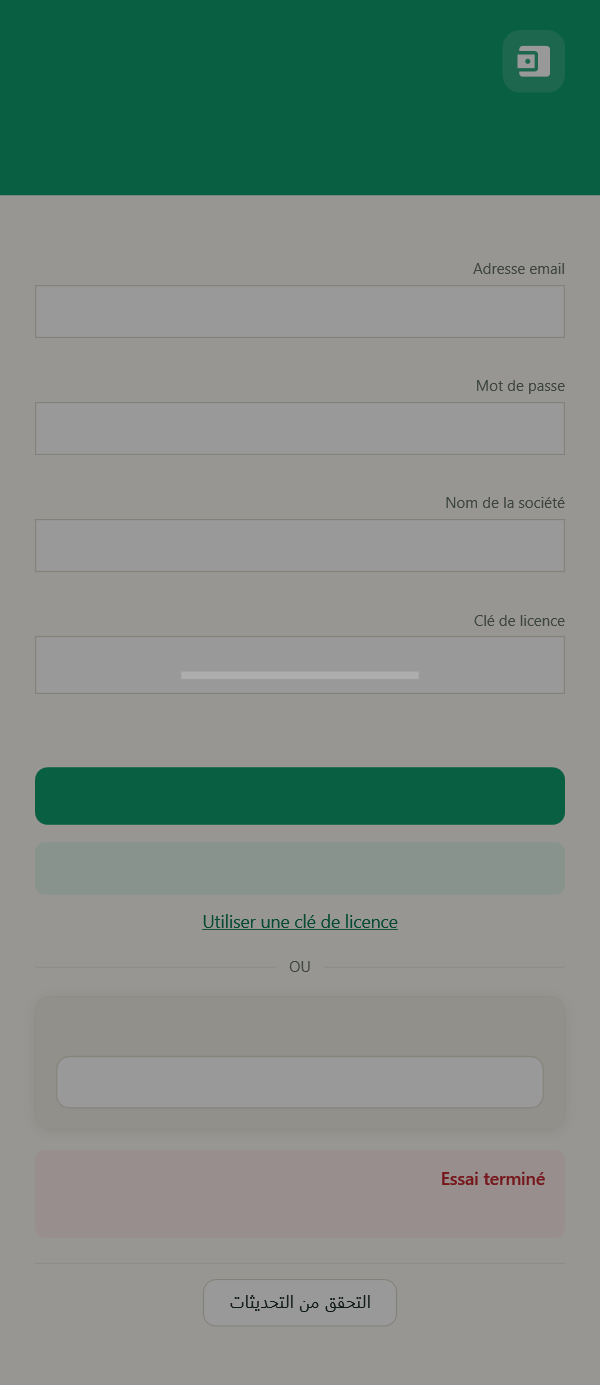 Adresse email
Mot de passe
Nom de la société
Clé de licence
Utiliser une clé de licence
OU
Essai terminé
التحقق من التحديثات